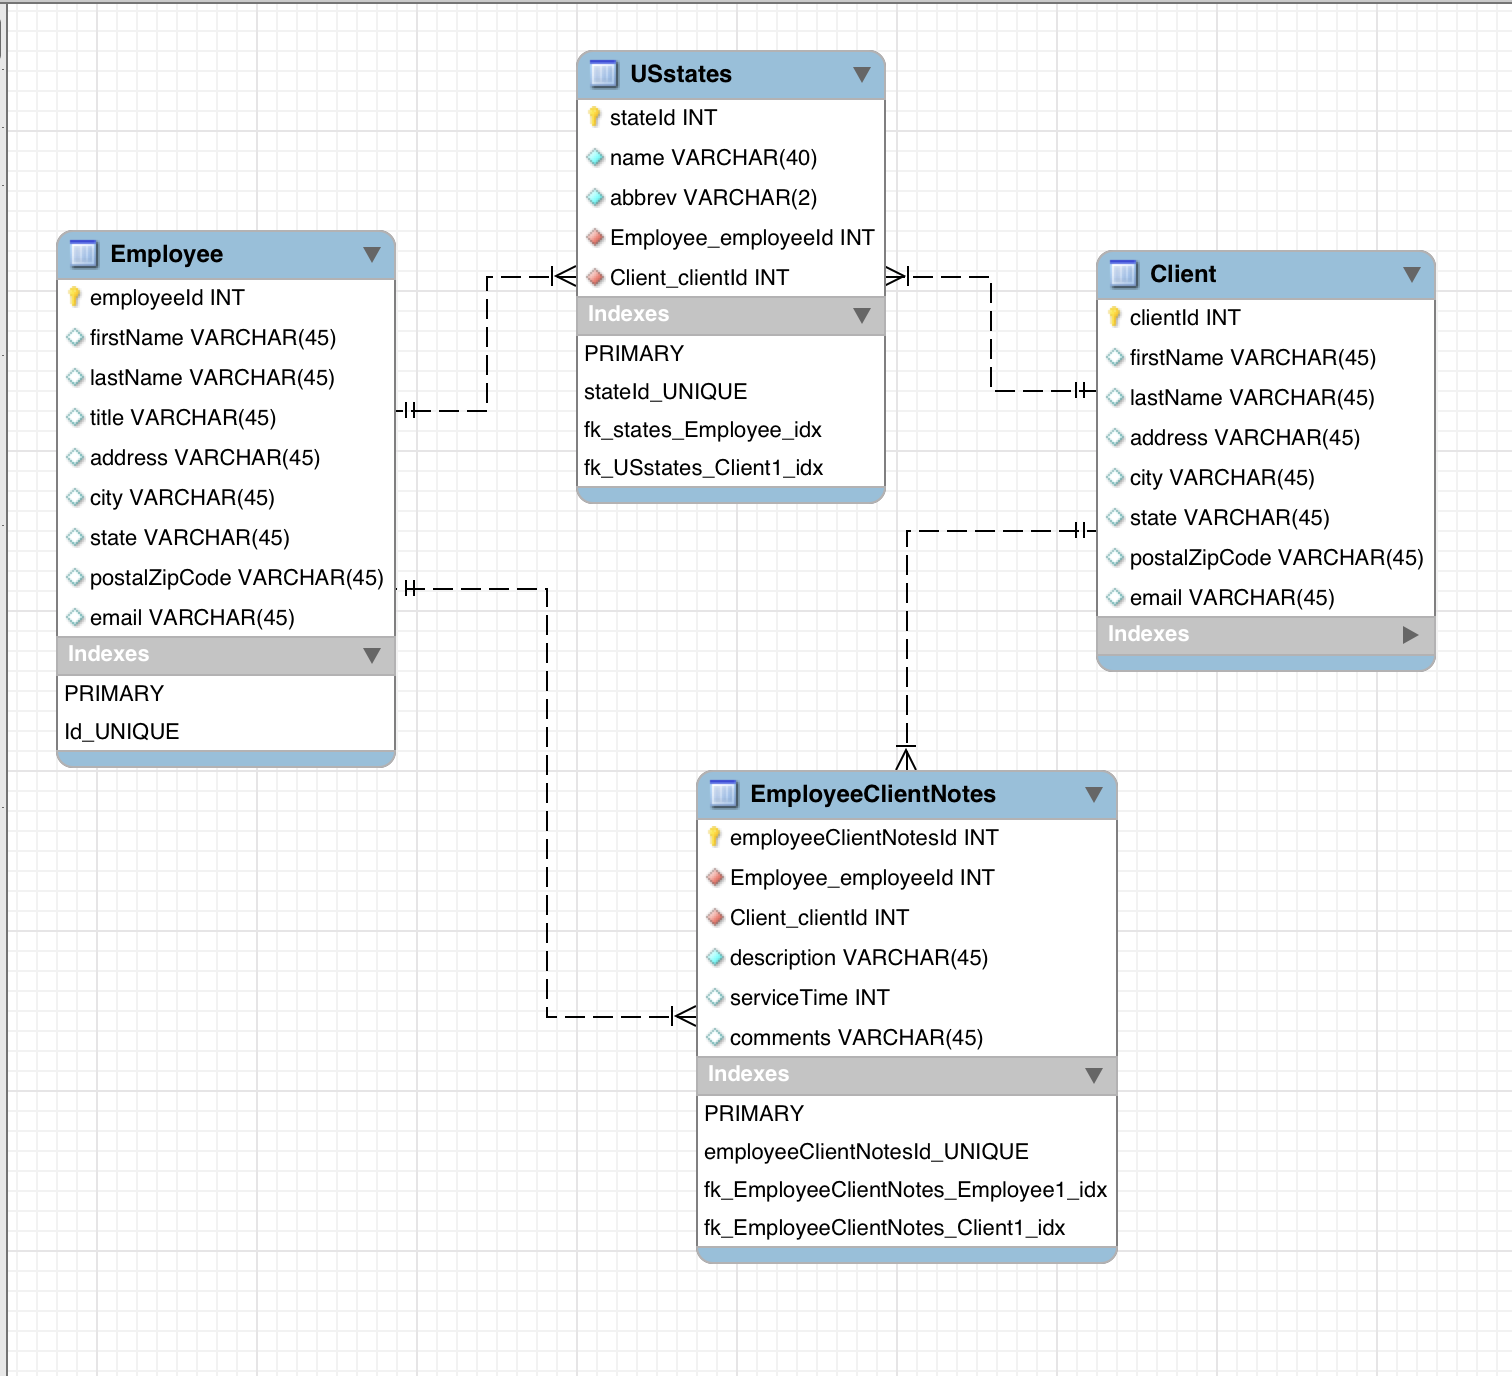 USstates
stateId INT
name VARCHAR(40)
abbrev VARCHAR(2)
Employee_employeeId INT
Client_clientId INT
Indexes
PRIMARY
stateId_UNIQUE
fk_states_Employee_idx
fk_USstates_Client1_idx
Employee
employeeId INT
firstName VARCHAR(45)
lastName VARCHAR(45)
title VARCHAR(45)
address VARCHAR(45)
city VARCHAR(45)
state VARCHAR(45)
postalZipCode VARCHAR(45)
email VARCHAR(45)
Indexes
PRIMARY
Id_UNIQUE
Client
clientId INT
firstName VARCHAR(45)
lastName VARCHAR(45)
address VARCHAR(45)
city VARCHAR(45)
state VARCHAR(45)
postalZipCode VARCHAR(45)
email VARCHAR(45)
Indexes
EmployeeClientNotes
employeeClientNotesId INT
Employee_employeeId INT
Client_clientId INT
description VARCHAR(45)
serviceTime INT
comments VARCHAR(45)
Indexes
PRIMARY
employeeClientNotesId_UNIQUE
fk_EmployeeClientNotes_Employee1_idx
fk_EmployeeClientNotes_Client1_idx